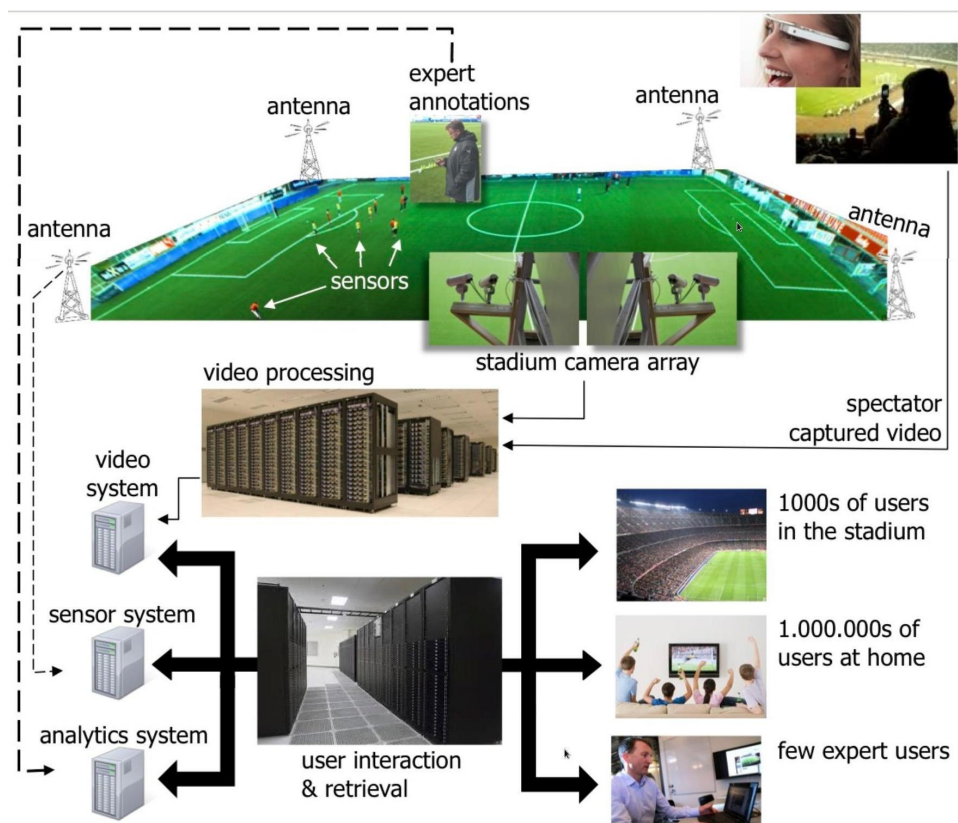 expert
annotations
antenna
antenna
antenna
antenna
sensors
stadium camera array
video processing
spectator
captured video
video
system
1000s of users
in the stadium
sensor system
1.000.000s of
users at home
analytics system
user interaction
& retrieval
few expert users